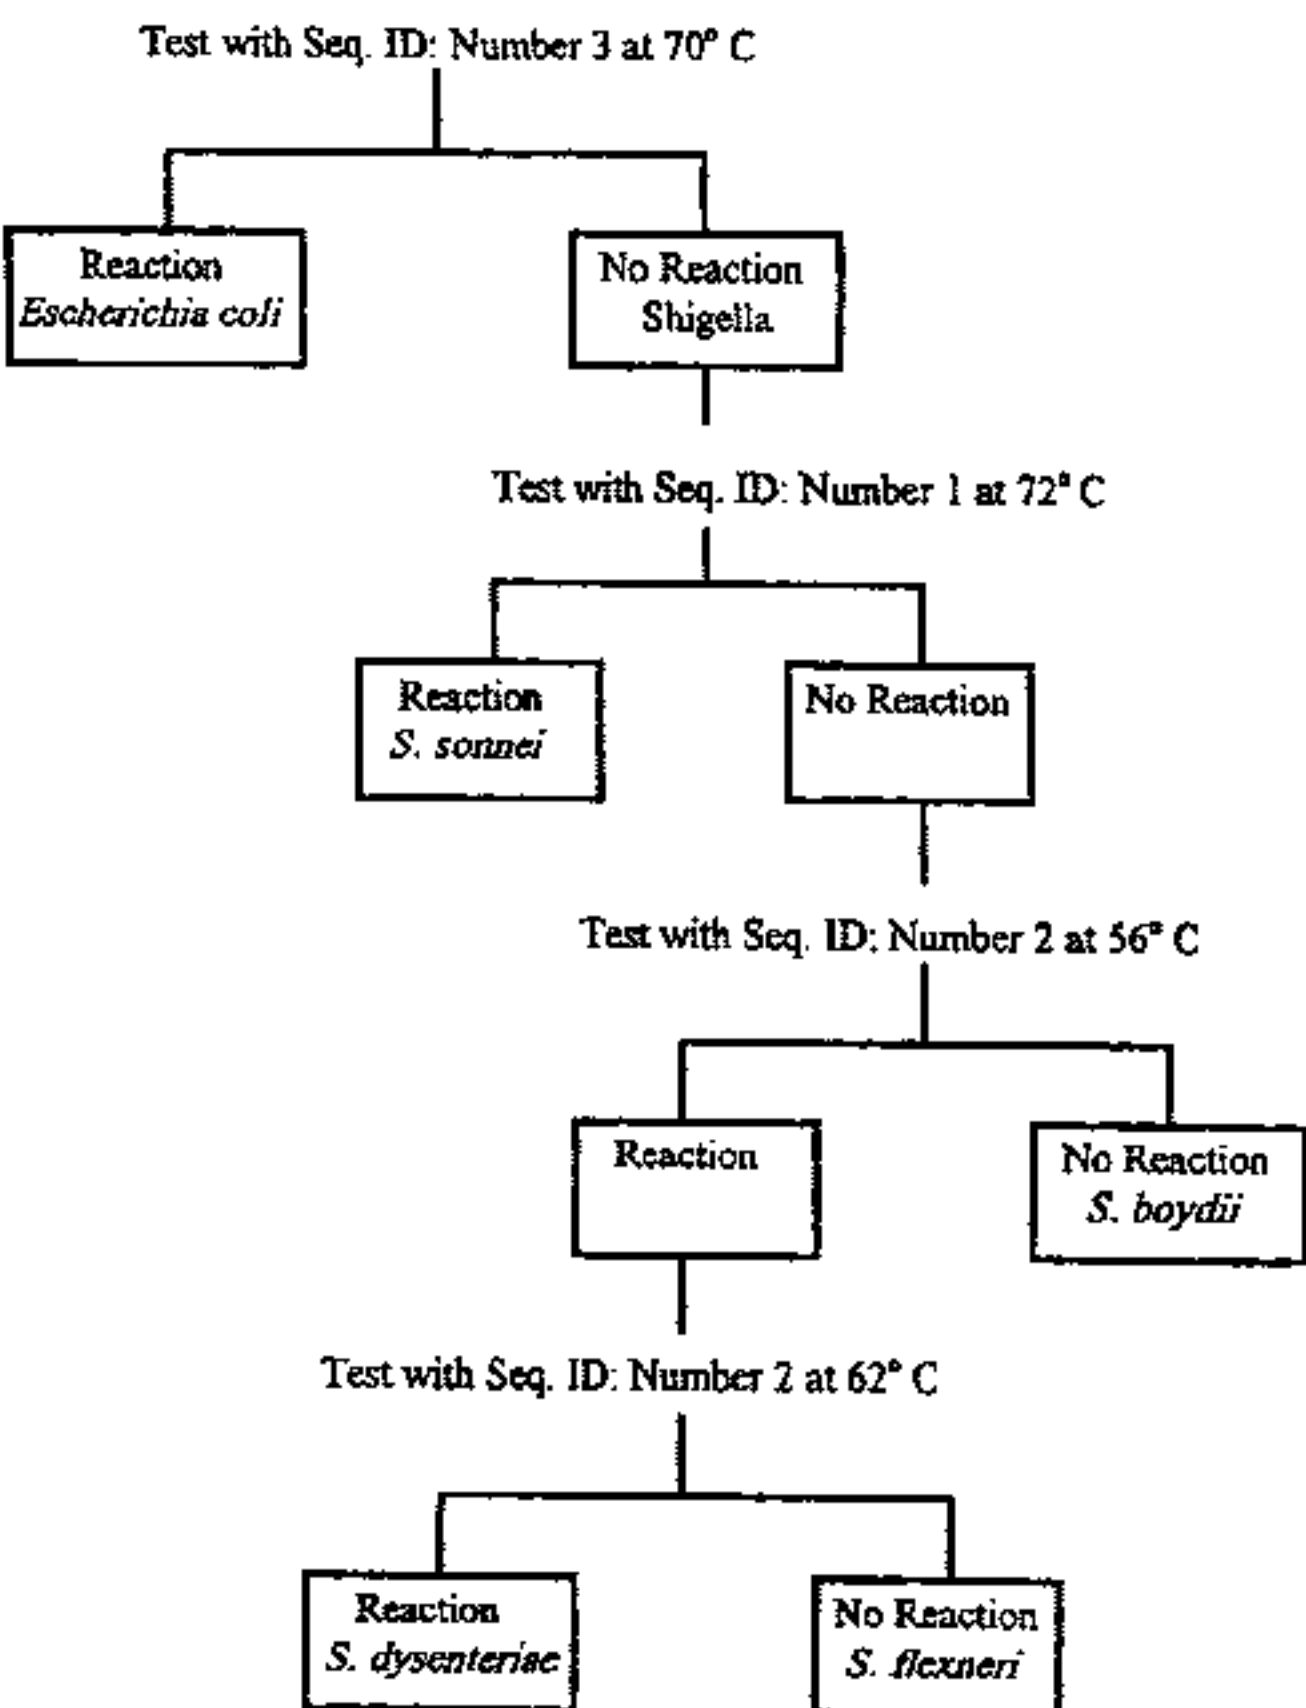 Test with Seq. ID: Number 3 at 70° C
Reaction
Escherichia coli
No Reaction
Shigella
Test with Seq. ID: Number 1 at 72° C
Reaction
S. sonnei
No Reaction
Test with Seq. ID: Number 2 at 56° C
Reaction
No Reaction
S. boydii
Test with Seq. ID: Number 2 at 62° C
Reaction
S. dysenteriae
No Reaction
S. flexneri